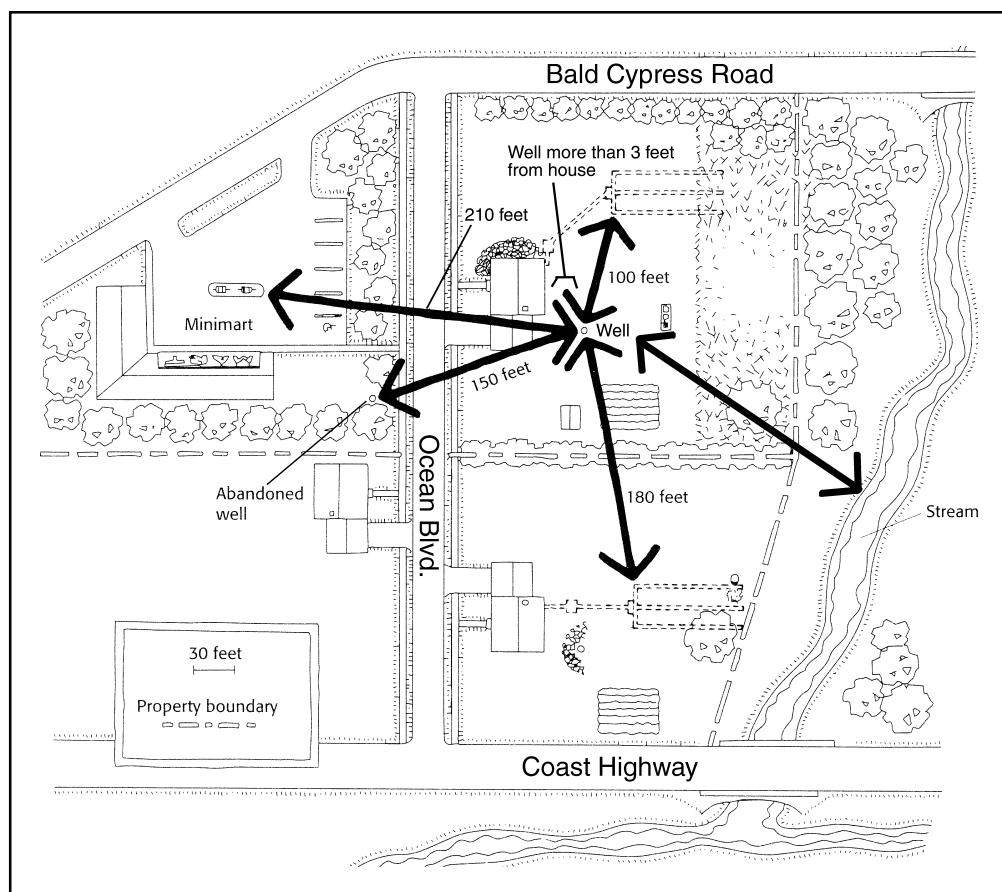 Bald Cypress Road
Well more than 3 feet
from house
210 feet
100 feet
Minimart
Well
150 feet
Ocean Blvd.
Abandoned
well
180 feet
Stream
30 feet
Property boundary
Coast Highway